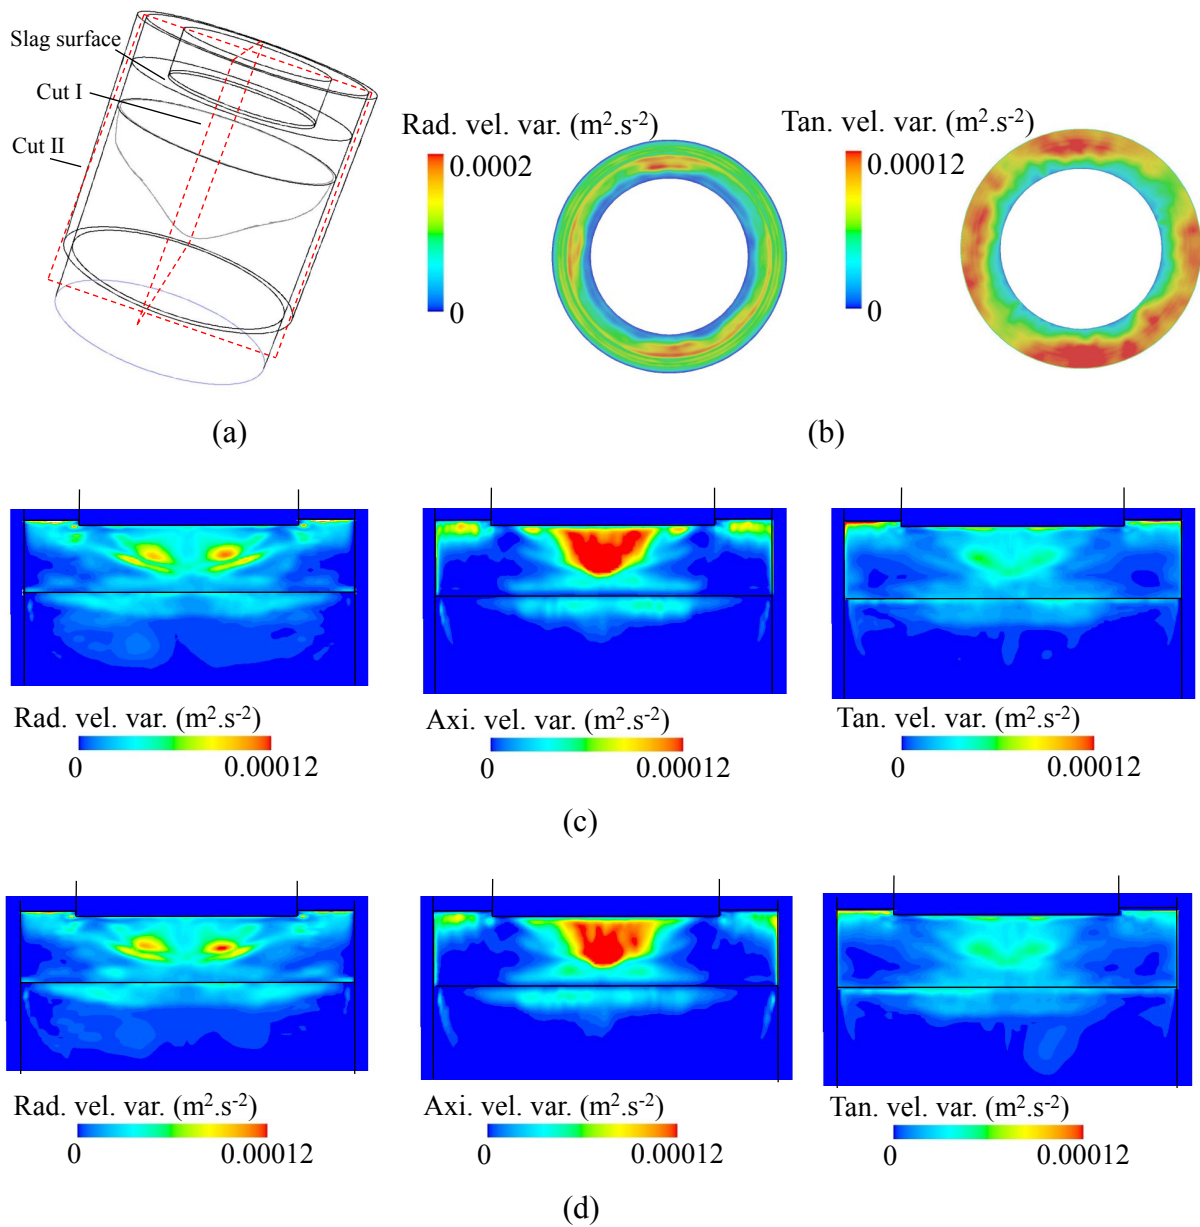 Slag surface
Cut I
Cut II
Rad. vel. var. (m².s⁻²)
0.0002
0
Tan. vel. var. (m².s⁻²)
0.00012
0
(a)
(b)
Rad. vel. var. (m².s⁻²)
0 0.00012
Axi. vel. var. (m².s⁻²)
0 0.00012
Tan. vel. var. (m².s⁻²)
0 0.00012
(c)
Rad. vel. var. (m².s⁻²)
0 0.00012
Axi. vel. var. (m².s⁻²)
0 0.00012
Tan. vel. var. (m².s⁻²)
0 0.00012
(d)